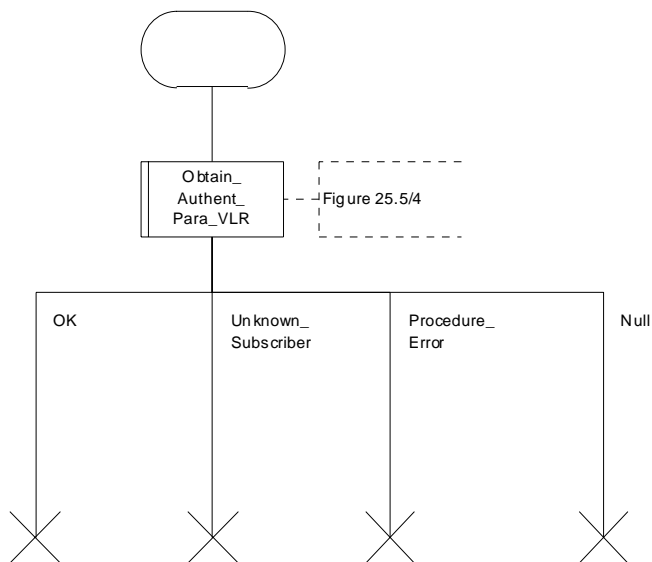 Obtain_
Authent_
Para_VLR
Figure 25.5/4
OK
Unknown_
Subscriber
Procedure_
Error
Null